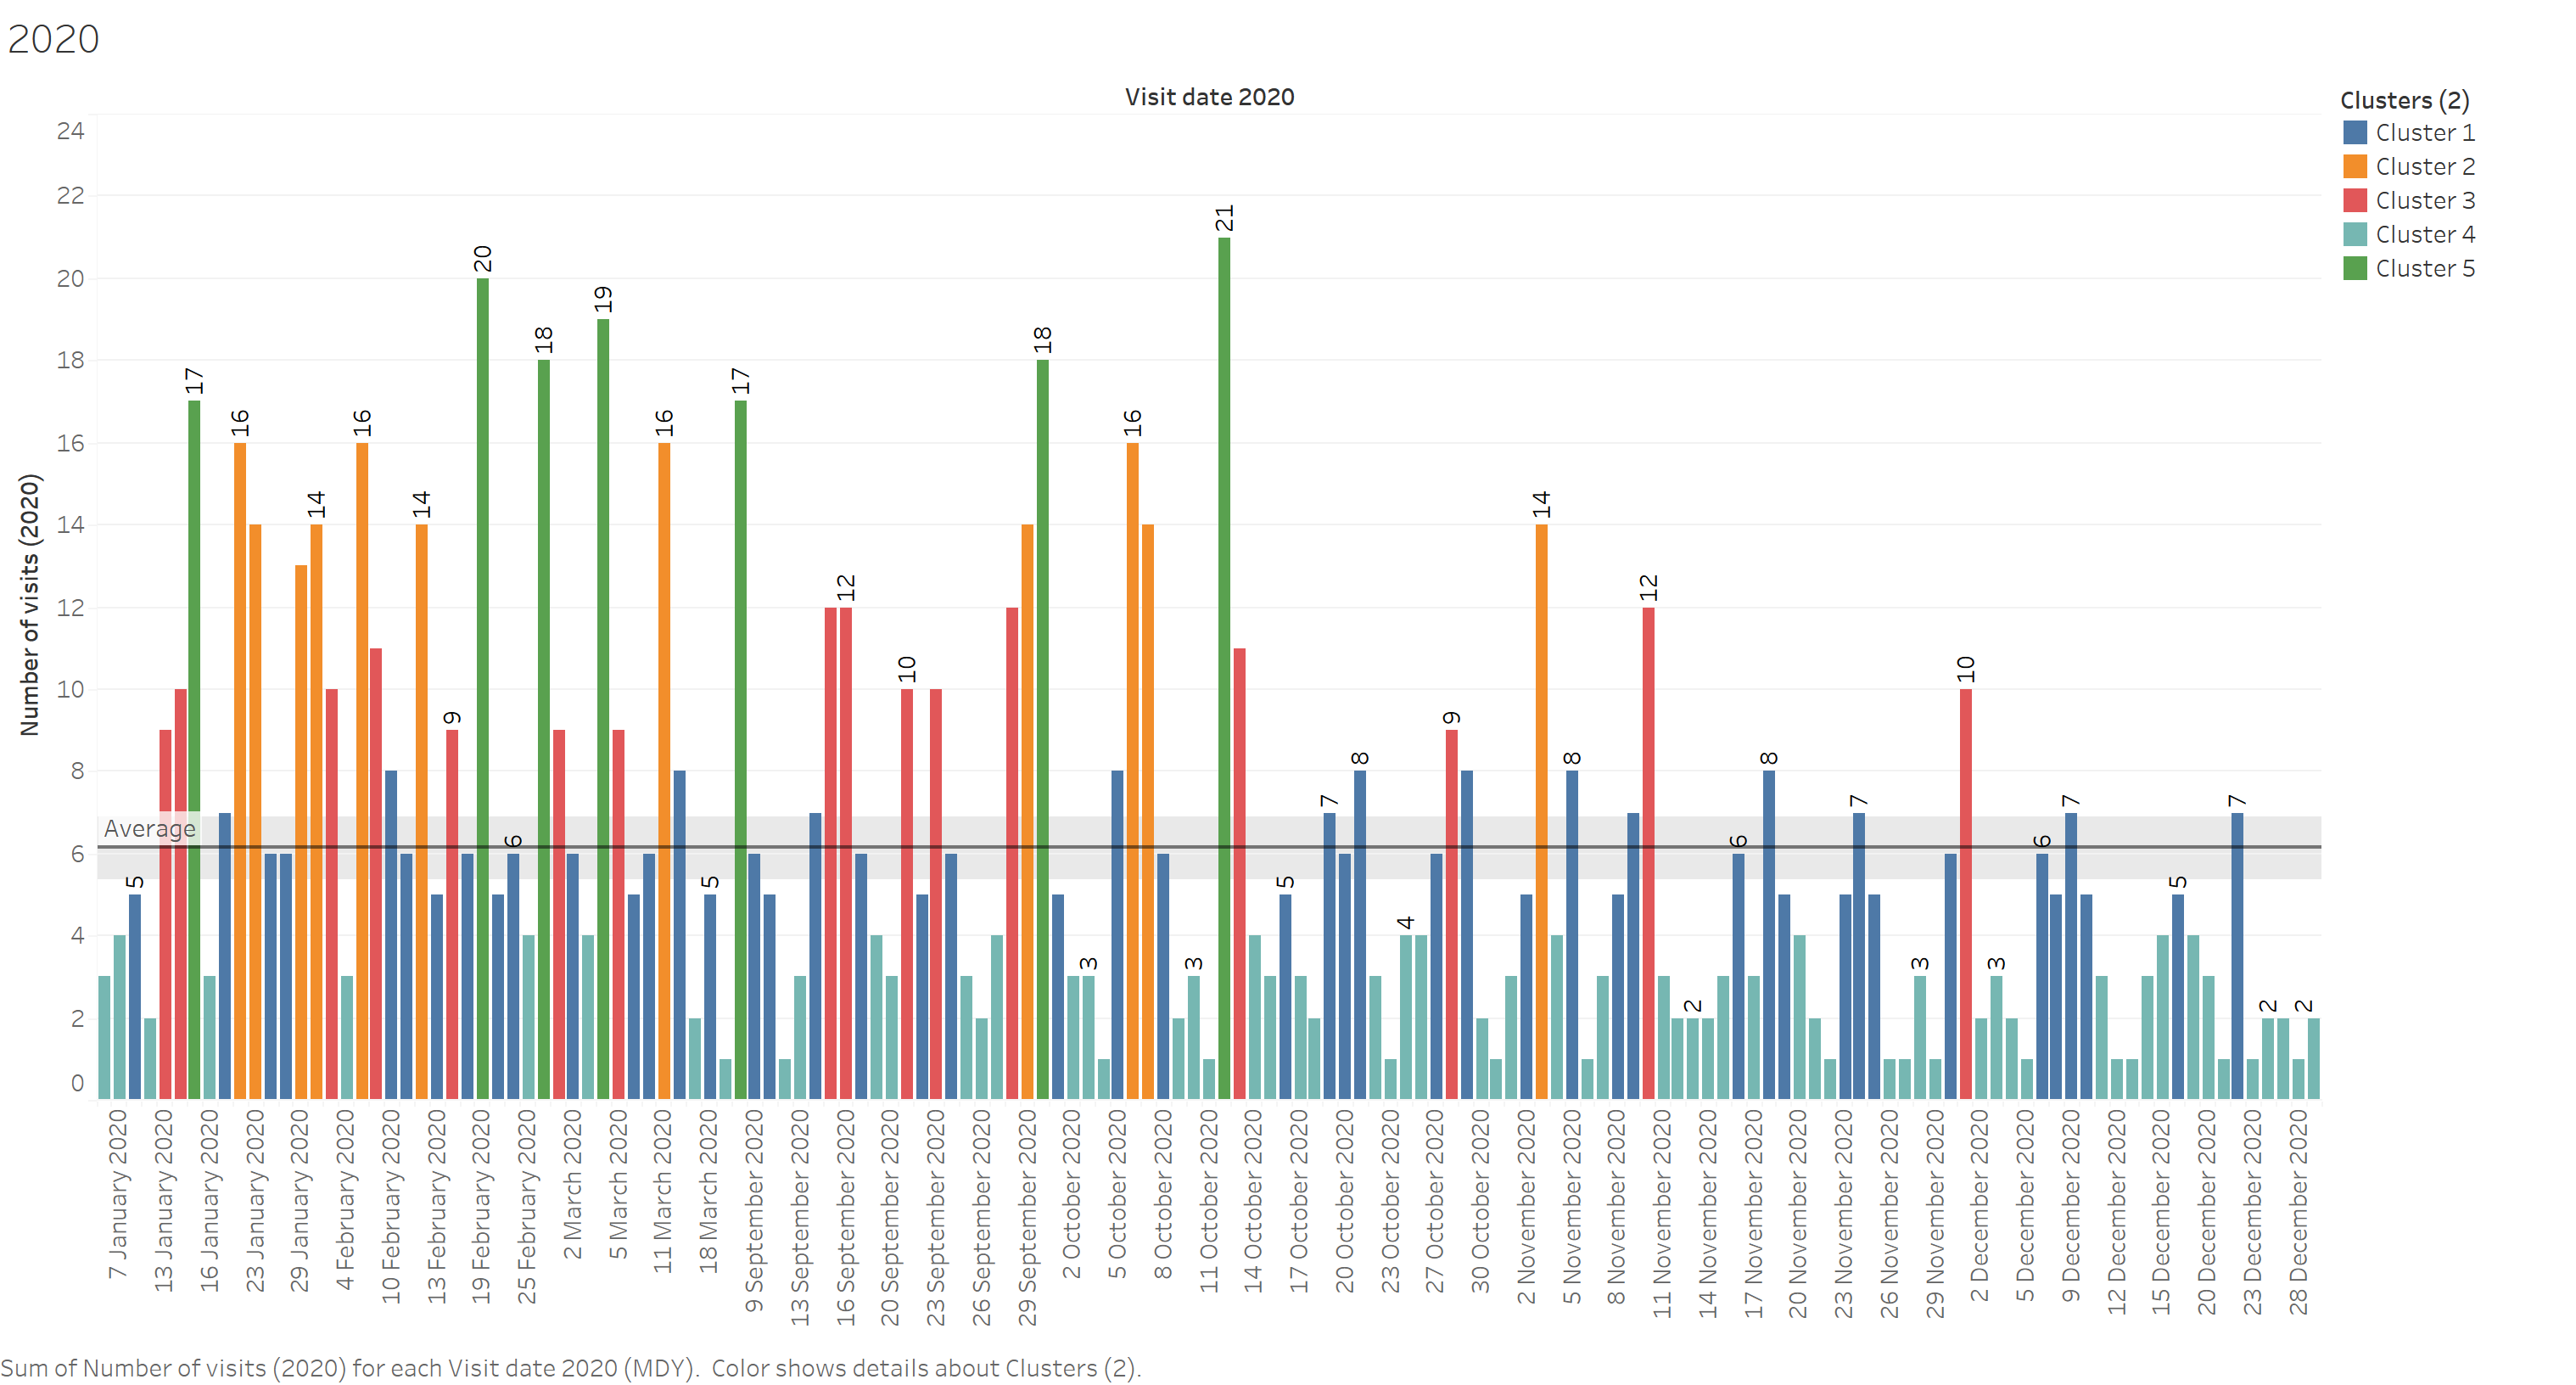 2020
Visit date 2020
Clusters (2)
Cluster 1
Cluster 2
Cluster 3
Cluster 4
Cluster 5
Number of visits (2020)
24
22
20
18
16
14
12
10
8
6
4
2
0
Average
5
17
16
14
16
14
9
20
6
18
19
16
5
17
12
10
18
3
16
3
21
5
7
8
4
9
14
8
12
2
6
8
7
3
10
3
6
7
5
7
2
2
7 January 2020
13 January 2020
16 January 2020
23 January 2020
29 January 2020
4 February 2020
10 February 2020
13 February 2020
19 February 2020
25 February 2020
2 March 2020
5 March 2020
11 March 2020
18 March 2020
9 September 2020
13 September 2020
16 September 2020
20 September 2020
23 September 2020
26 September 2020
29 September 2020
2 October 2020
5 October 2020
8 October 2020
11 October 2020
14 October 2020
17 October 2020
20 October 2020
23 October 2020
27 October 2020
30 October 2020
2 November 2020
5 November 2020
8 November 2020
11 November 2020
14 November 2020
17 November 2020
20 November 2020
23 November 2020
26 November 2020
29 November 2020
2 December 2020
5 December 2020
9 December 2020
12 December 2020
15 December 2020
20 December 2020
23 December 2020
28 December 2020
Sum of Number of visits (2020) for each Visit date 2020 (MDY). Color shows details about Clusters (2).